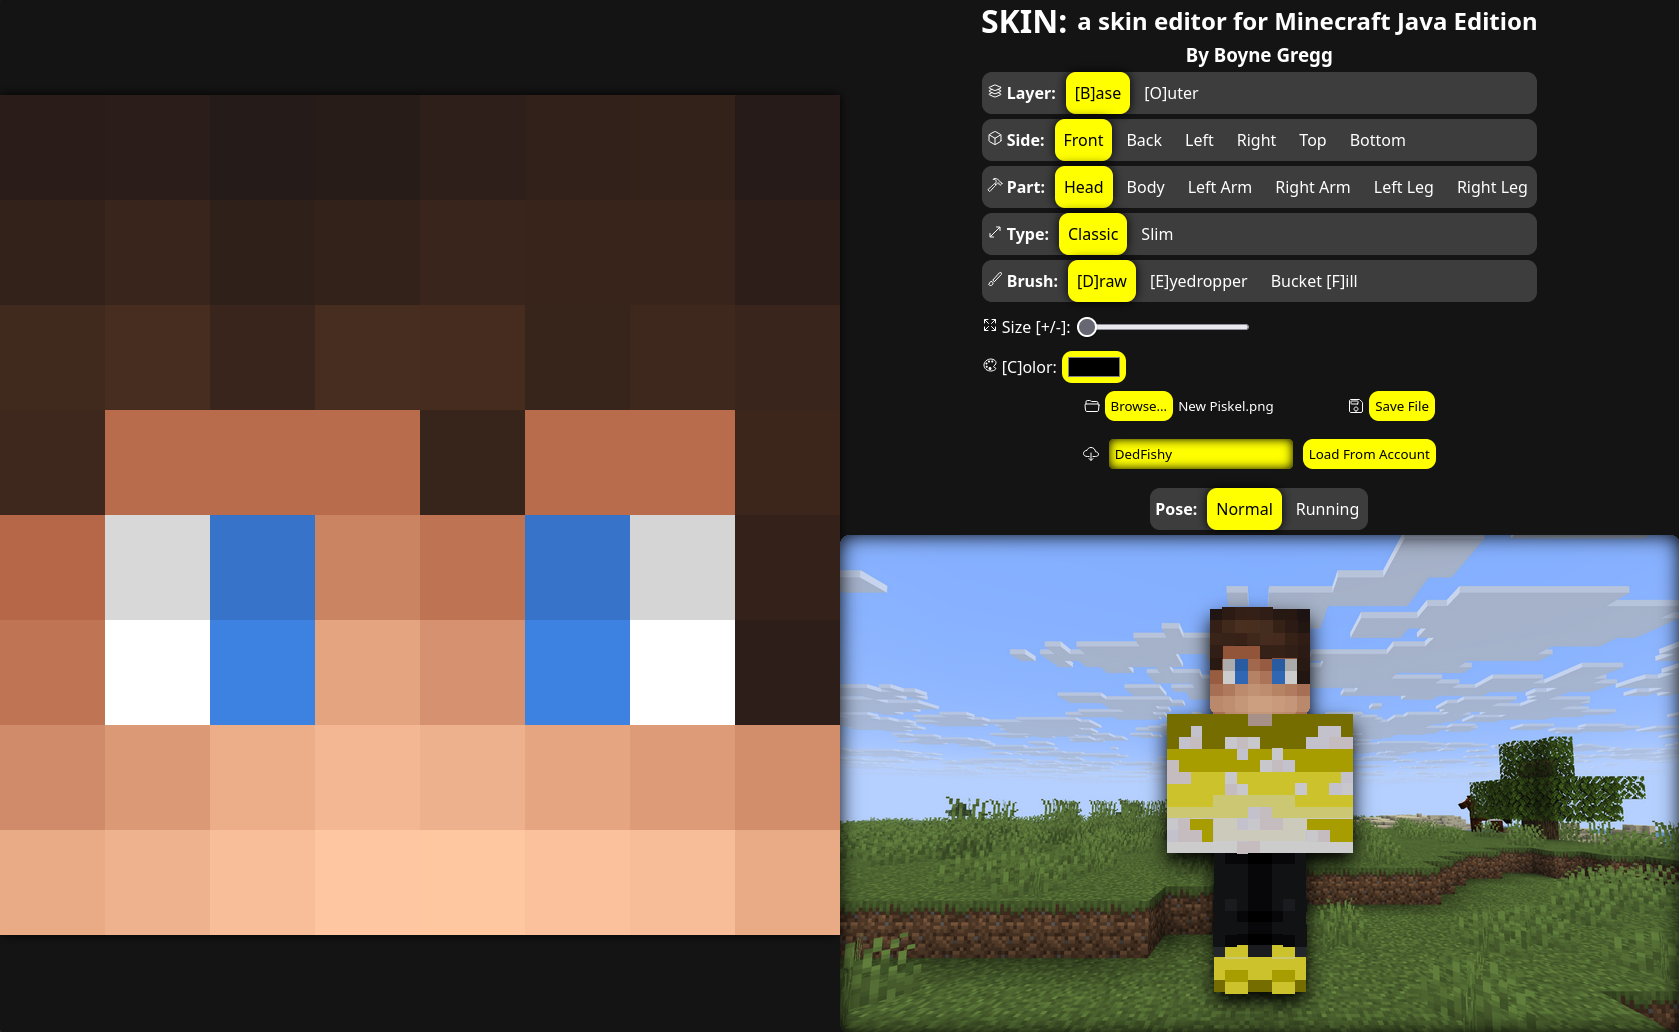 SKIN: a skin editor for Minecraft Java Edition
By Boyne Gregg
Layer: [B]ase [O]uter
Side: Front Back Left Right Top Bottom
Part: Head Body Left Arm Right Arm Left Leg Right Leg
Type: Classic Slim
Brush: [D]raw [E]yedropper Bucket [F]ill
Size [+/-]:
[C]olor:
Browse... New Piskel.png Save File
DedFishy Load From Account
Pose: Normal Running